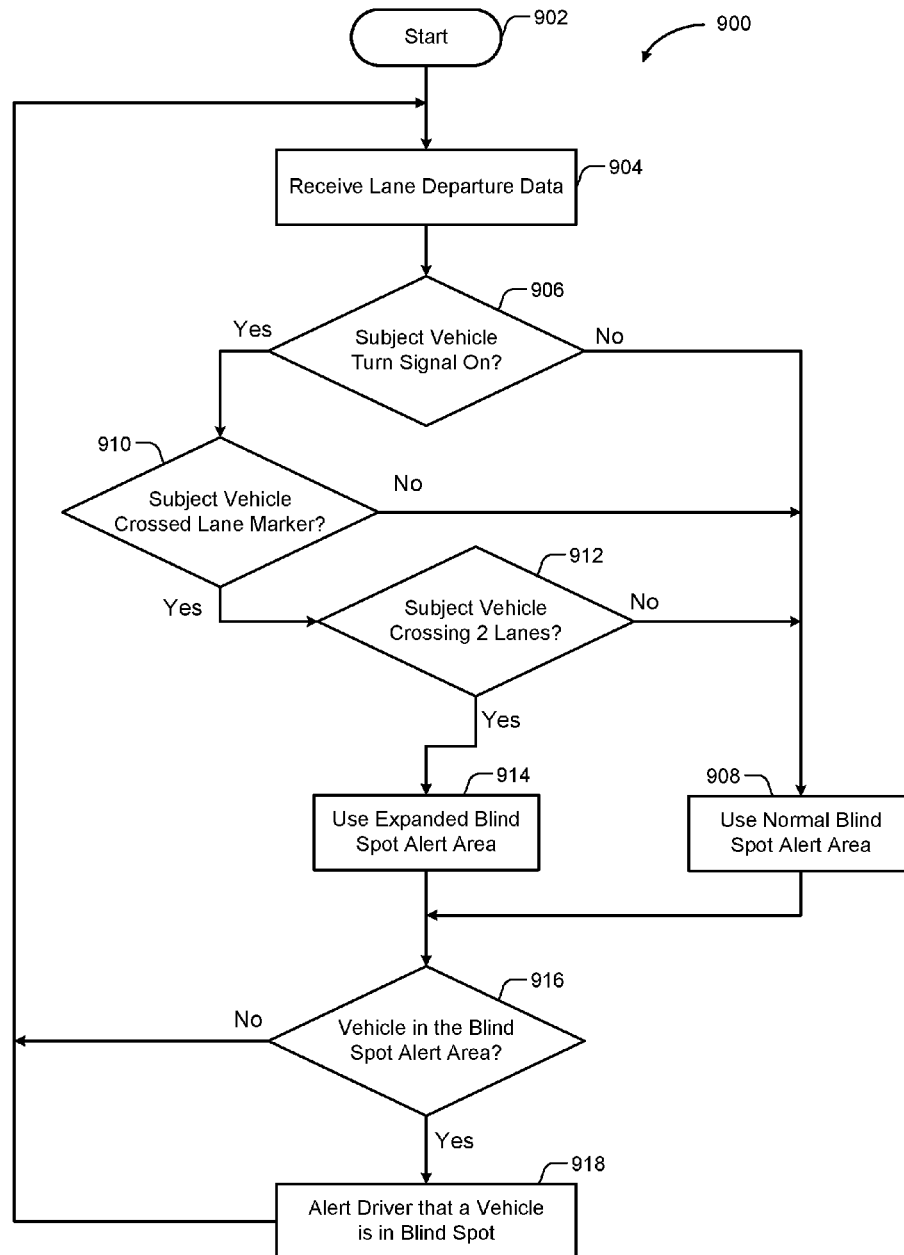 Start
902
900
Receive Lane Departure Data
904
906
Yes
Subject Vehicle
Turn Signal On?
No
910
Subject Vehicle
Crossed Lane Marker?
No
912
Yes
Subject Vehicle
Crossing 2 Lanes?
No
Yes
914
Use Expanded Blind
Spot Alert Area
908
Use Normal Blind
Spot Alert Area
916
No
Vehicle in the Blind
Spot Alert Area?
Yes
918
Alert Driver that a Vehicle
is in Blind Spot